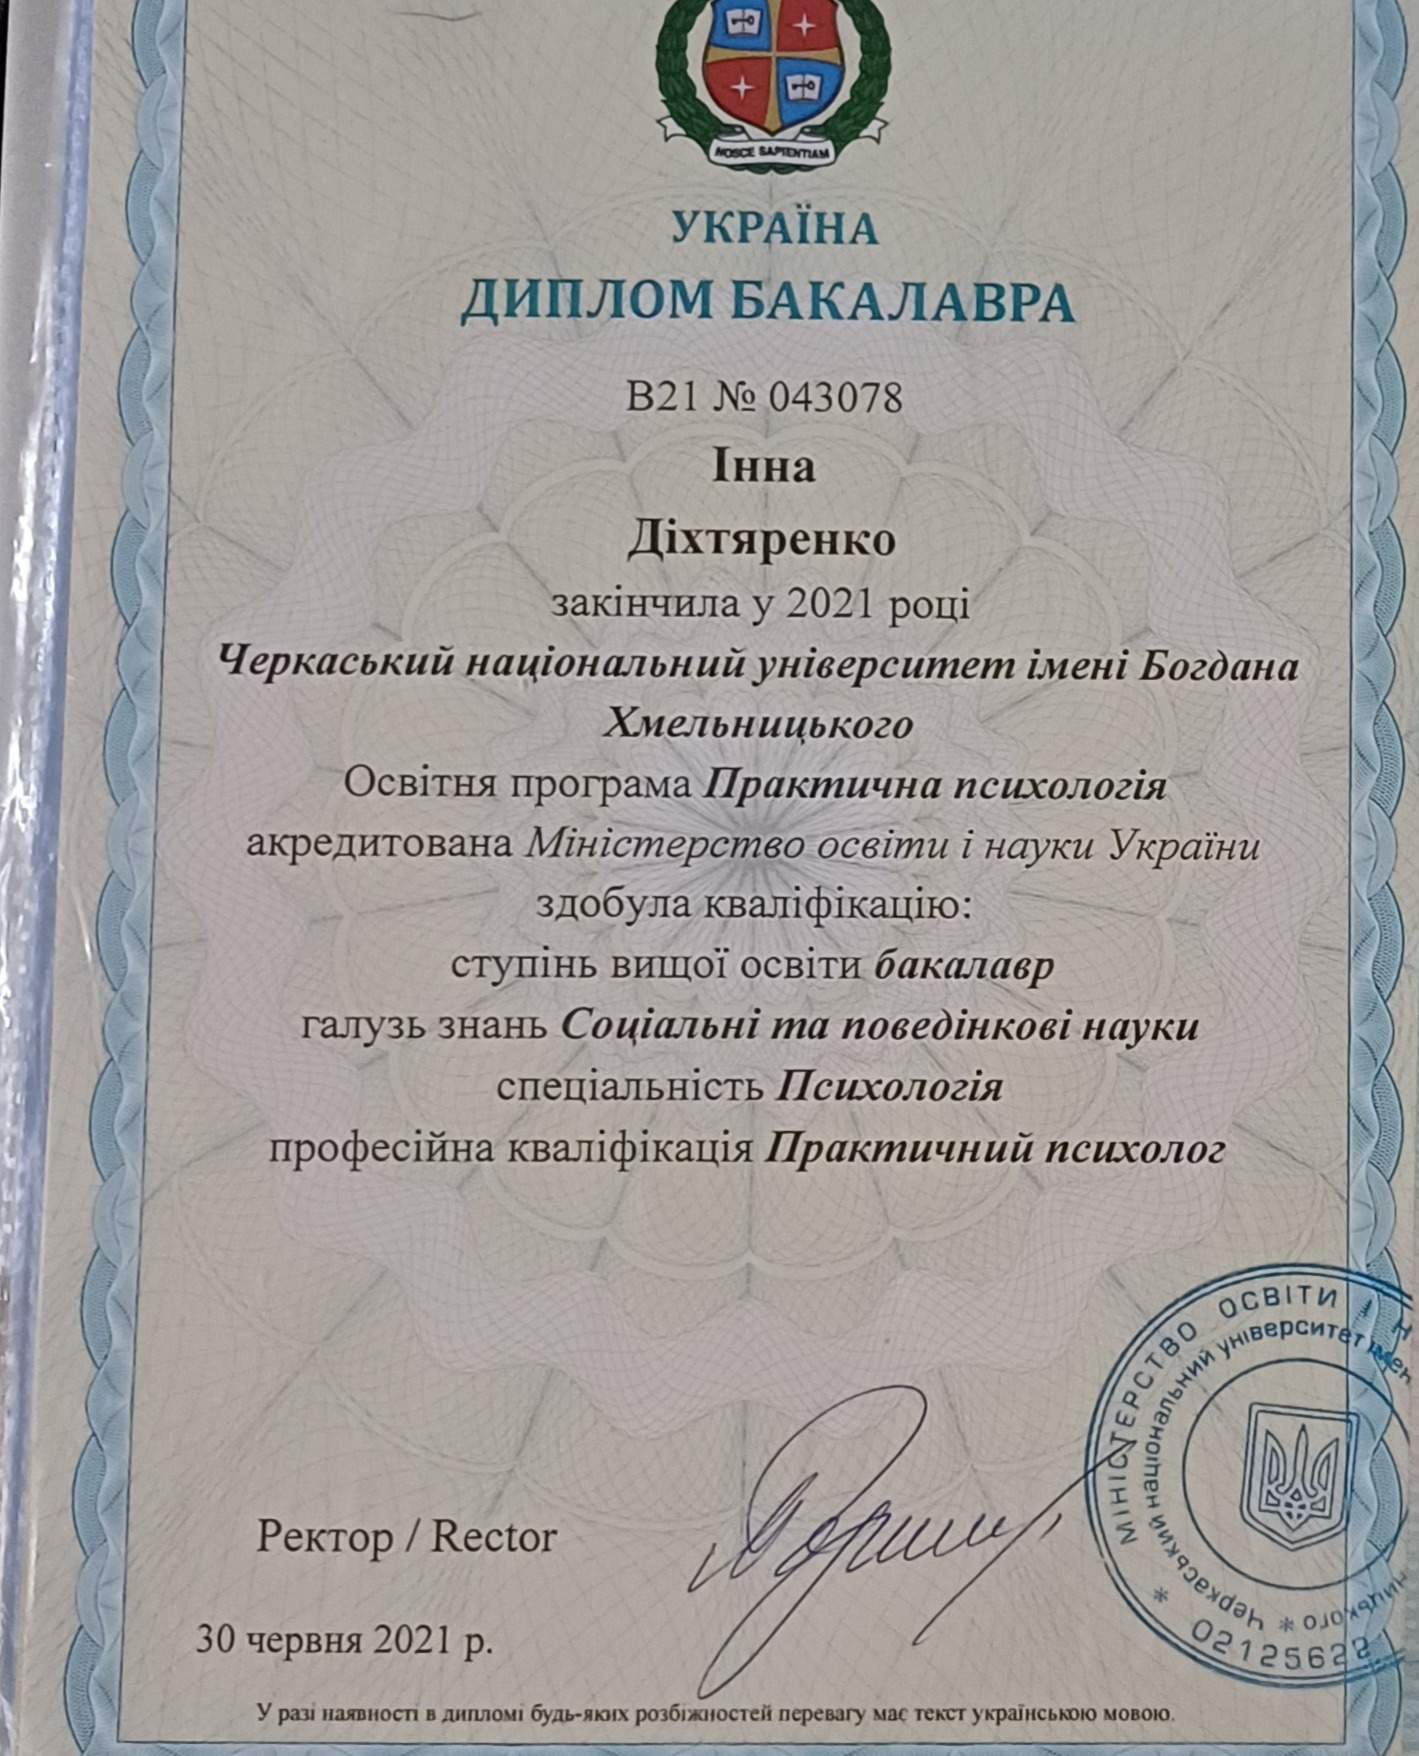 NOSCE SAPIENTIAM
УКРАЇНА
ДИПЛОМ БАКАЛАВРА
В21 № 043078
Інна
Діхтяренко
закінчила у 2021 році
Черкаський національний університет імені Богдана
Хмельницького
Освітня програма Практична психологія
акредитована Міністерство освіти і науки України
здобула кваліфікацію:
ступінь вищої освіти бакалавр
галузь знань Соціальні та поведінкові науки
спеціальність Психологія
професійна кваліфікація Практичний психолог
МІНІСТЕРСТВО ОСВІТИ І Н
Черкаський національний університет імен
ницького
02125622
Ректор / Rector
30 червня 2021 р.
У разі наявності в дипломі будь-яких розбіжностей перевагу має текст українською мовою.